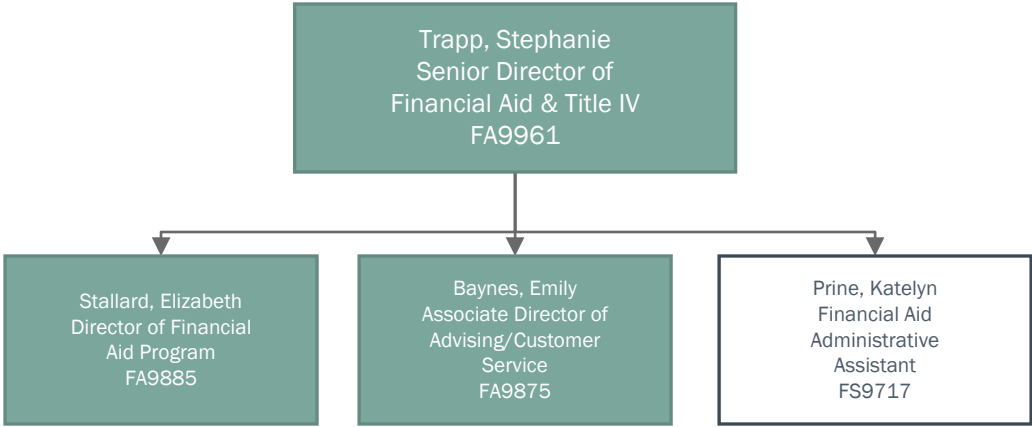 Trapp, Stephanie
Senior Director of
Financial Aid & Title IV
FA9961
Stallard, Elizabeth
Director of Financial
Aid Program
FA9885
Baynes, Emily
Associate Director of
Advising/Customer
Service
FA9875
Prine, Katelyn
Financial Aid
Administrative
Assistant
FS9717